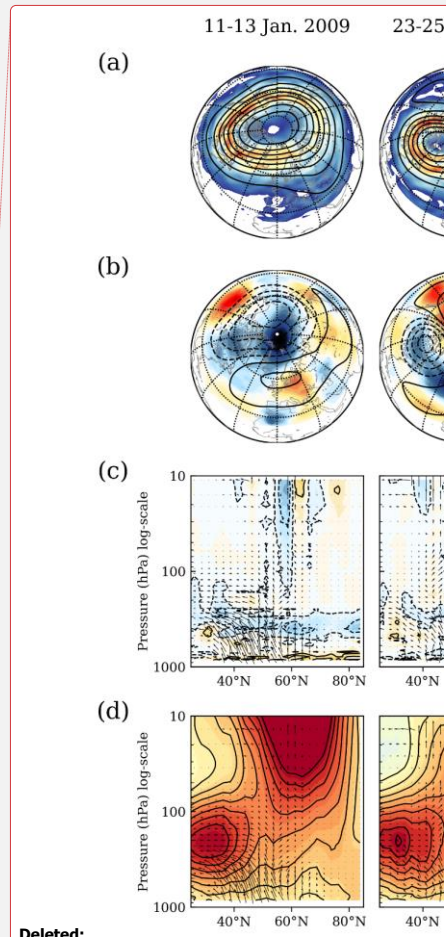 11-13 Jan. 2009 23-25
(a)
(b)
(c)
10
100
1000
Pressure (hPa) log-scale
40°N 60°N 80°N 40°N
(d)
10
100
1000
Pressure (hPa) log-scale
40°N 60°N 80°N 40°N
Deleted: